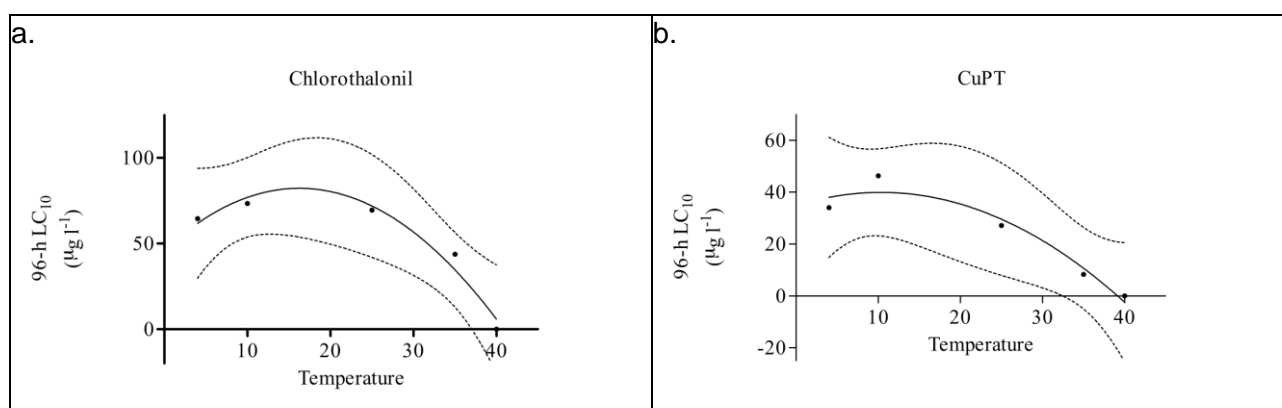 a.
Chlorothalonil
100
50
0
96-h LC₁₀
(µg l⁻¹)
10 20 30 40
Temperature
b.
CuPT
60
40
20
0
-20
96-h LC₁₀
(µg l⁻¹)
10 20 30 40
Temperature